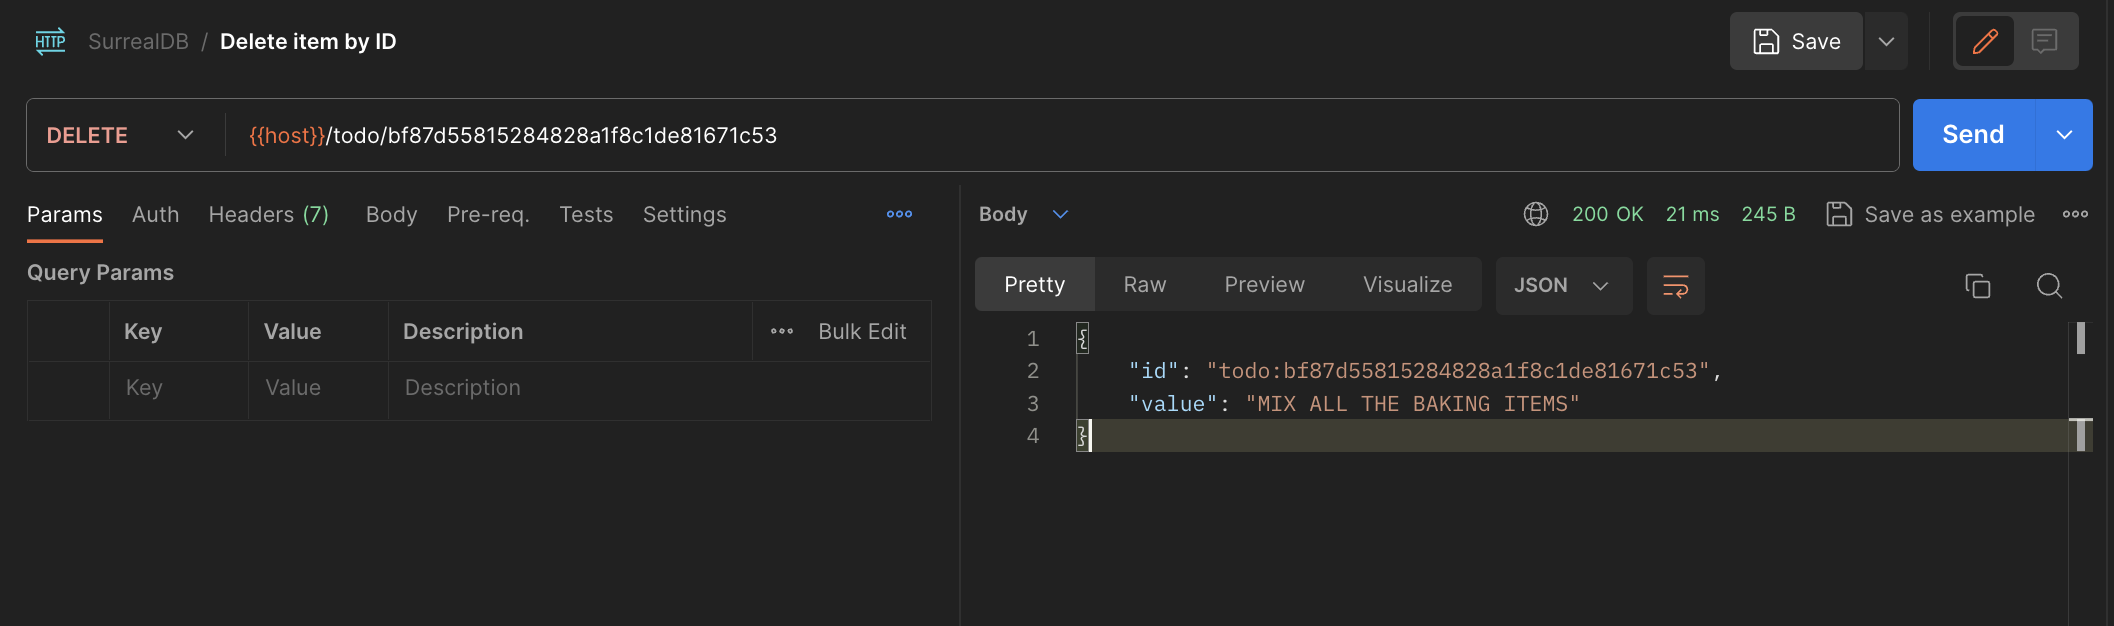 HTTP SurrealDB / Delete item by ID Save
DELETE {{host}}/todo/bf87d55815284828a1f8c1de81671c53 Send
Params Auth Headers (7) Body Pre-req. Tests Settings
Query Params
Key Value Description Bulk Edit
Key Value Description
Body 200 OK 21 ms 245 B Save as example
Pretty Raw Preview Visualize JSON
1 {
2 "id": "todo:bf87d55815284828a1f8c1de81671c53",
3 "value": "MIX ALL THE BAKING ITEMS"
4 }